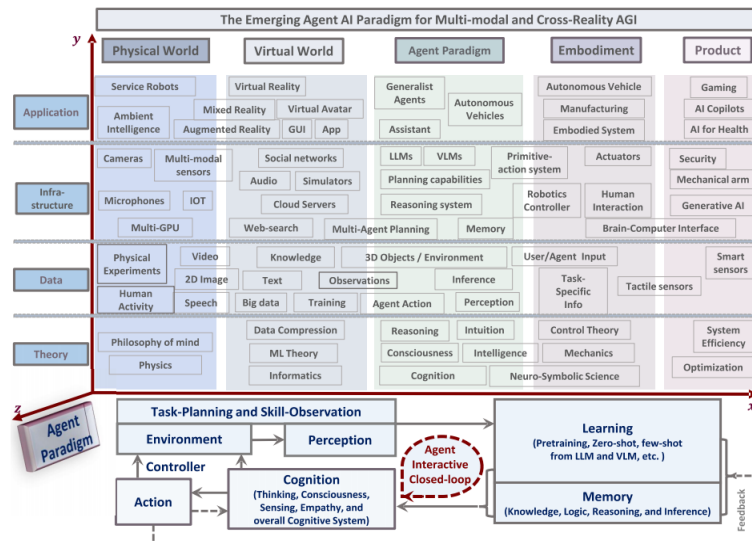 The Emerging Agent AI Paradigm for Multi-modal and Cross-Reality AGI
y
Physical World
Virtual World
Agent Paradigm
Embodiment
Product
Application
Service Robots
Virtual Reality
Generalist
Agents
Autonomous Vehicle
Gaming
Ambient
Intelligence
Mixed Reality
Virtual Avatar
Autonomous
Vehicles
Manufacturing
AI Copilots
Augmented Reality
GUI
App
Assistant
Embodied System
AI for Health
Infra-
structure
Cameras
Multi-modal
sensors
Social networks
LLMs
VLMs
Primitive-
action system
Actuators
Security
Audio
Simulators
Planning capabilities
Mechanical arm
Microphones
IOT
Cloud Servers
Reasoning system
Robotics
Controller
Human
Interaction
Generative AI
Multi-GPU
Web-search
Multi-Agent Planning
Memory
Brain-Computer Interface
Data
Physical
Experiments
Video
Knowledge
3D Objects / Environment
User/Agent Input
Smart
sensors
2D Image
Text
Observations
Inference
Task-
Specific
Info
Tactile sensors
Human
Activity
Speech
Big data
Training
Agent Action
Perception
Theory
Philosophy of mind
Data Compression
Reasoning
Intuition
Control Theory
System
Efficiency
Physics
ML Theory
Consciousness
Intelligence
Mechanics
Informatics
Cognition
Neuro-Symbolic Science
Optimization
z
x
Agent
Paradigm
Task-Planning and Skill-Observation
Environment
Perception
Learning
(Pretraining, Zero-shot, few-shot
from LLM and VLM, etc. )
Controller
Agent
Interactive
Closed-loop
Action
Cognition
(Thinking, Consciousness,
Sensing, Empathy, and
overall Cognitive System)
Memory
(Knowledge, Logic, Reasoning, and Inference)
Feedback